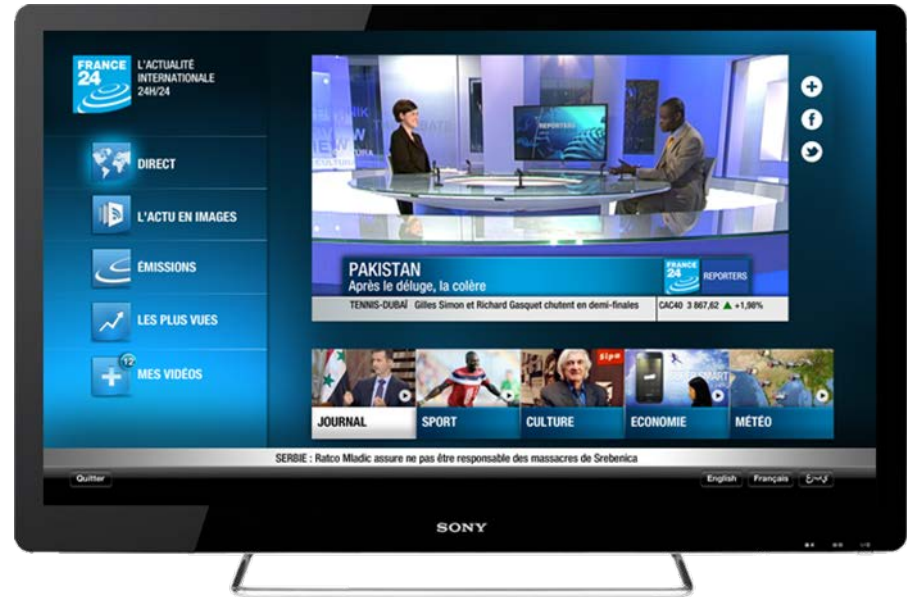 FRANCE
24
L'ACTUALITÉ
INTERNATIONALE
24H/24
DIRECT
L'ACTU EN IMAGES
ÉMISSIONS
LES PLUS VUES
12
MES VIDÉOS
REPORTERS
PAKISTAN
Après le déluge, la colère
FRANCE
24
REPORTERS
TENNIS-DUBAÏ Gilles Simon et Richard Gasquet chutent en demi-finales
CAC40 3 867,62 ▲ +1,98%
Sipa
JOURNAL
SPORT
CULTURE
ECONOMIE
MÉTÉO
SERBIE : Ratco Mladic assure ne pas être responsable des massacres de Srebenica
Quitter
English Français عربي
SONY